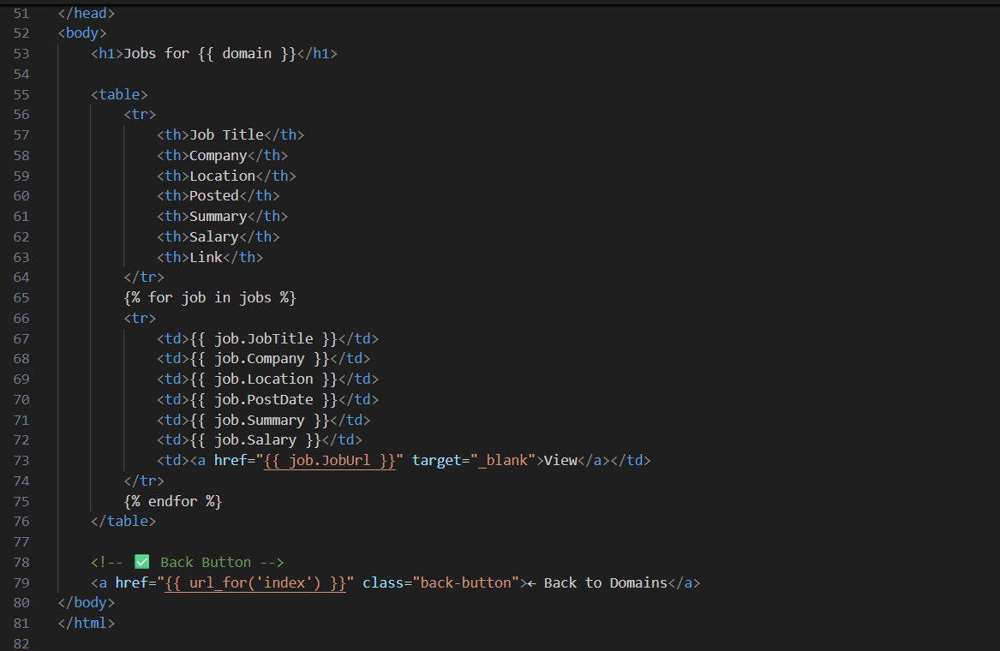 51 </head>
52 <body>
53 <h1>Jobs for {{ domain }}</h1>
54
55 <table>
56 <tr>
57 <th>Job Title</th>
58 <th>Company</th>
59 <th>Location</th>
60 <th>Posted</th>
61 <th>Summary</th>
62 <th>Salary</th>
63 <th>Link</th>
64 </tr>
65 {% for job in jobs %}
66 <tr>
67 <td>{{ job.JobTitle }}</td>
68 <td>{{ job.Company }}</td>
69 <td>{{ job.Location }}</td>
70 <td>{{ job.PostDate }}</td>
71 <td>{{ job.Summary }}</td>
72 <td>{{ job.Salary }}</td>
73 <td><a href="{{ job.JobUrl }}" target="_blank">View</a></td>
74 </tr>
75 {% endfor %}
76 </table>
77
78 <!-- ✅ Back Button -->
79 <a href="{{ url_for('index') }}" class="back-button">← Back to Domains</a>
80 </body>
81 </html>
82